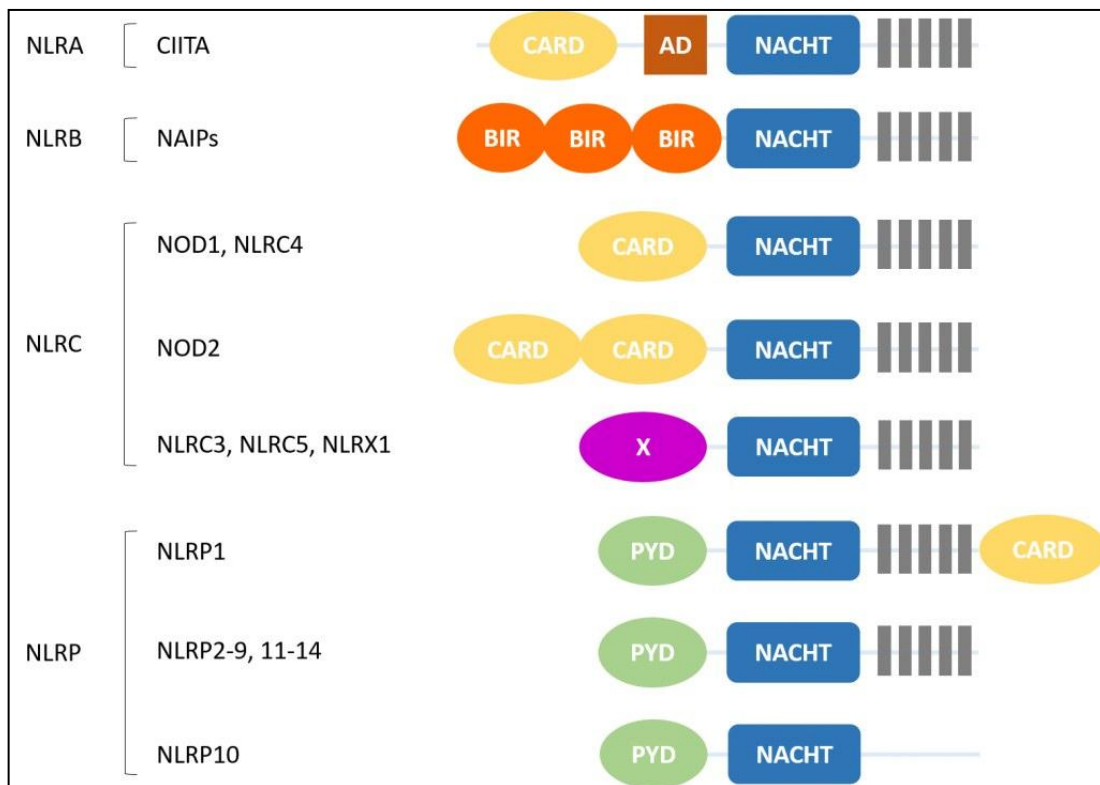 NLRA CIITA CARD AD NACHT
NLRB NAIPs BIR BIR BIR NACHT
NOD1, NLRC4 CARD NACHT
NLRC NOD2 CARD CARD NACHT
NLRC3, NLRC5, NLRX1 X NACHT
NLRP1 PYD NACHT CARD
NLRP NLRP2-9, 11-14 PYD NACHT
NLRP10 PYD NACHT